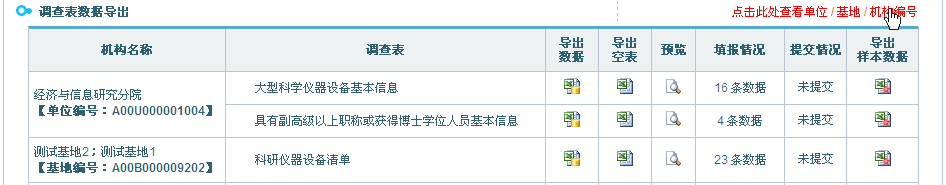 调查表数据导出
点击此处查看单位 / 基地 / 机构编号
机构名称 调查表 导出数据 导出空表 预览 填报情况 提交情况 导出样本数据
经济与信息研究分院
【单位编号：A00U000001004】
大型科学仪器设备基本信息 16 条数据 未提交
具有副高级以上职称或获得博士学位人员基本信息 4 条数据 未提交
测试基地2；测试基地1
【基地编号：A00B000009202】
科研仪器设备清单 23 条数据 未提交